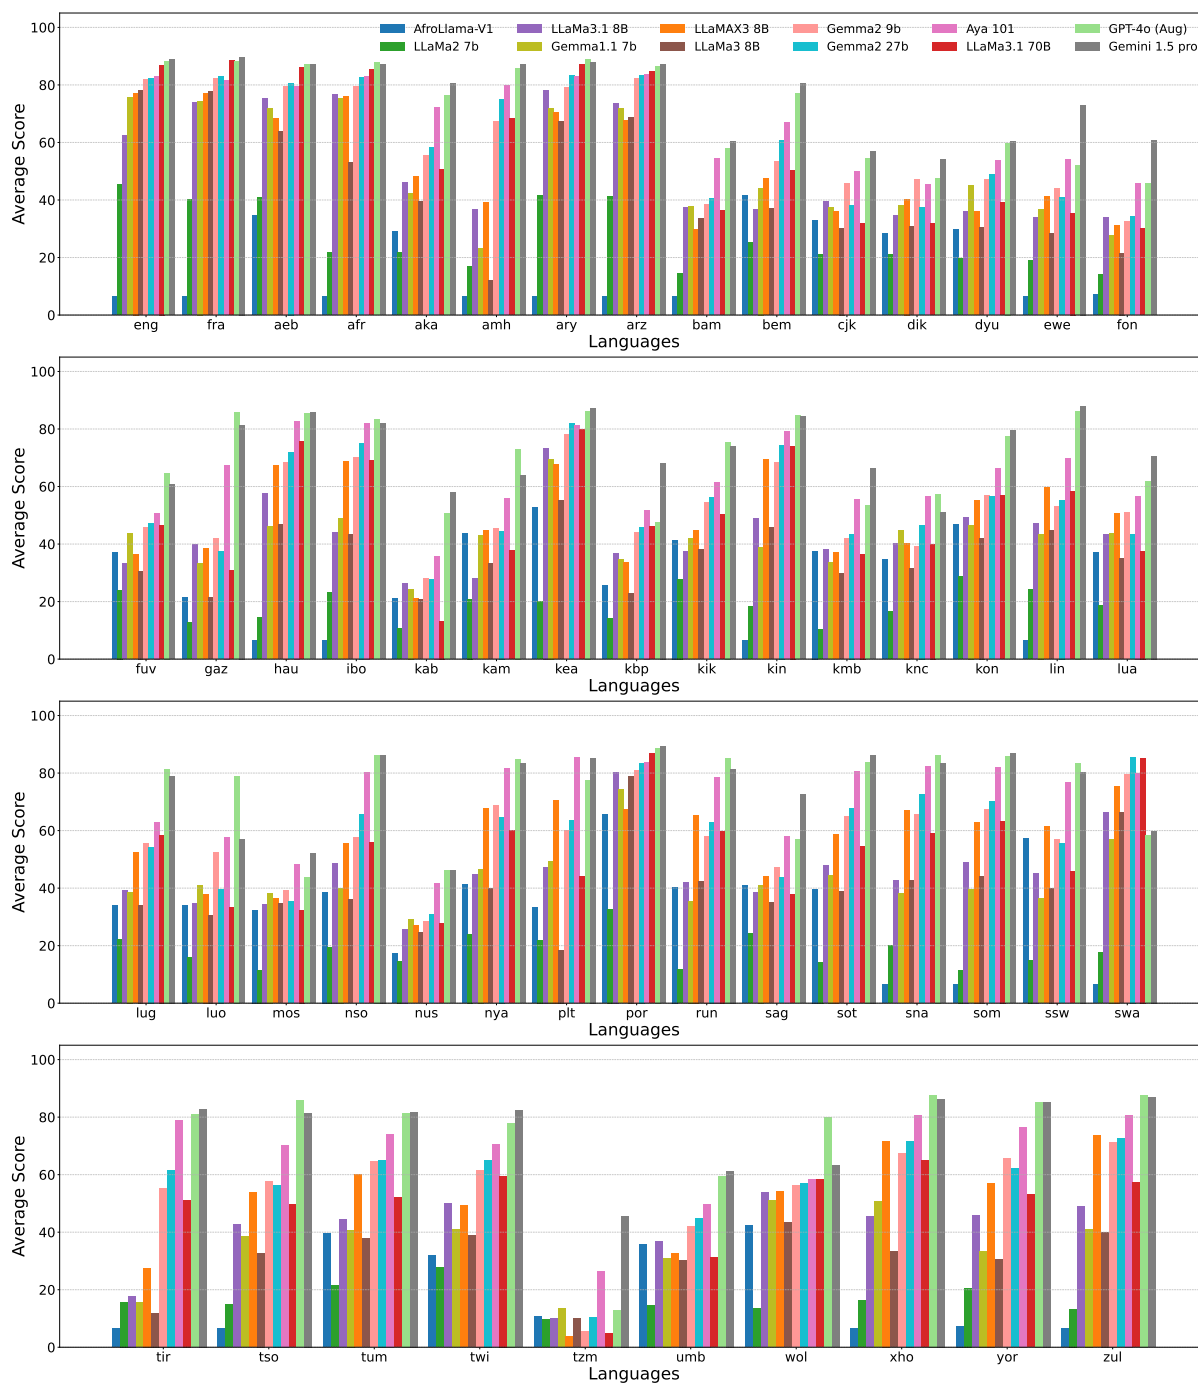 AfroLlama-V1 LLaMa3.1 8B LLaMAX3 8B Gemma2 9b Aya 101 GPT-4o (Aug)
LLaMa2 7b Gemma1.1 7b LLaMa3 8B Gemma2 27b LLaMa3.1 70B Gemini 1.5 pro
Average Score
100
80
60
40
20
0
eng fra aeb afr aka amh ary arz bam bem cjk dik dyu ewe fon
Languages
Average Score
100
80
60
40
20
0
fuv gaz hau ibo kab kam kea kbp kik kin kmb knc kon lin lua
Languages
Average Score
100
80
60
40
20
0
lug luo mos nso nus nya plt por run sag sot sna som ssw swa
Languages
Average Score
100
80
60
40
20
0
tir tso tum twi tzm umb wol xho yor zul
Languages